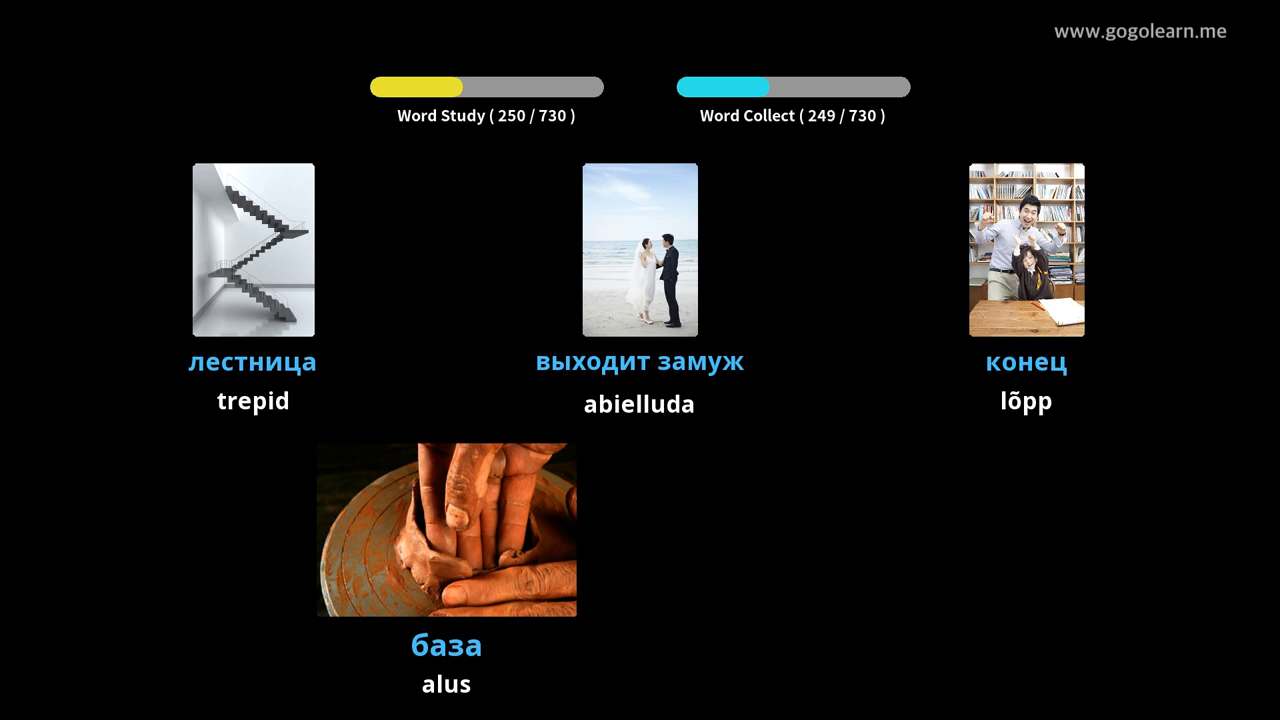 www.gogolearn.me
Word Study ( 250 / 730 )
Word Collect ( 249 / 730 )
лестница
trepid
выходит замуж
abielluda
конец
lõpp
база
alus